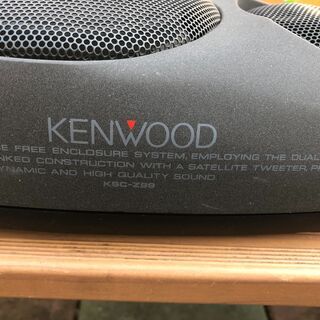 KENWOOD
FREE ENCLOSURE SYSTEM, EMPLOYING THE DUAL
CONSTRUCTION WITH A SATELLITE TWEETER,
AND HIGH QUALITY SOUND.
KSC-Z99